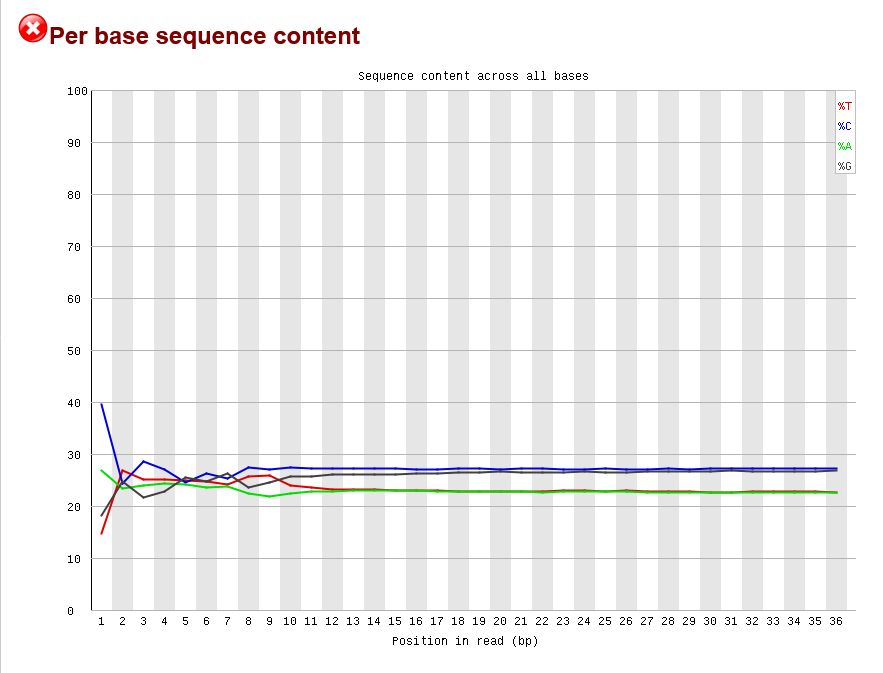 Per base sequence content
Sequence content across all bases
100
90
80
70
60
50
40
30
20
10
0
%T
%C
%A
%G
1 2 3 4 5 6 7 8 9 10 11 12 13 14 15 16 17 18 19 20 21 22 23 24 25 26 27 28 29 30 31 32 33 34 35 36
Position in read (bp)